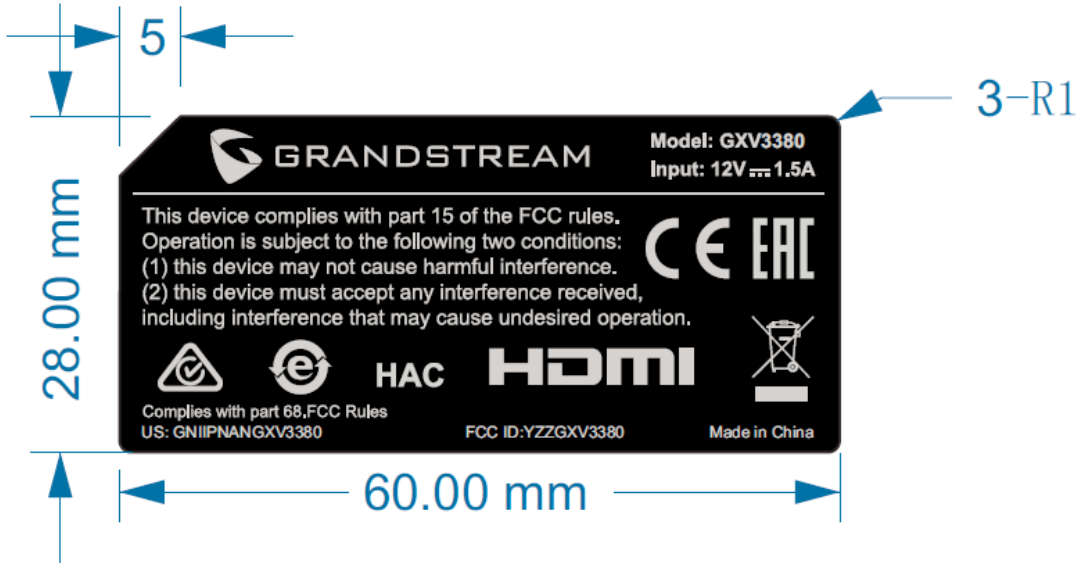 5
3-R1
28.00 mm
GRANDSTREAM
Model: GXV3380
Input: 12V⎓1.5A
This device complies with part 15 of the FCC rules.
Operation is subject to the following two conditions:
(1) this device may not cause harmful interference.
(2) this device must accept any interference received,
including interference that may cause undesired operation.
CE EAC
e
HAC
HDMI
Complies with part 68.FCC Rules
US: GNIIPNANGXV3380
FCC ID:YZZGXV3380
Made in China
60.00 mm